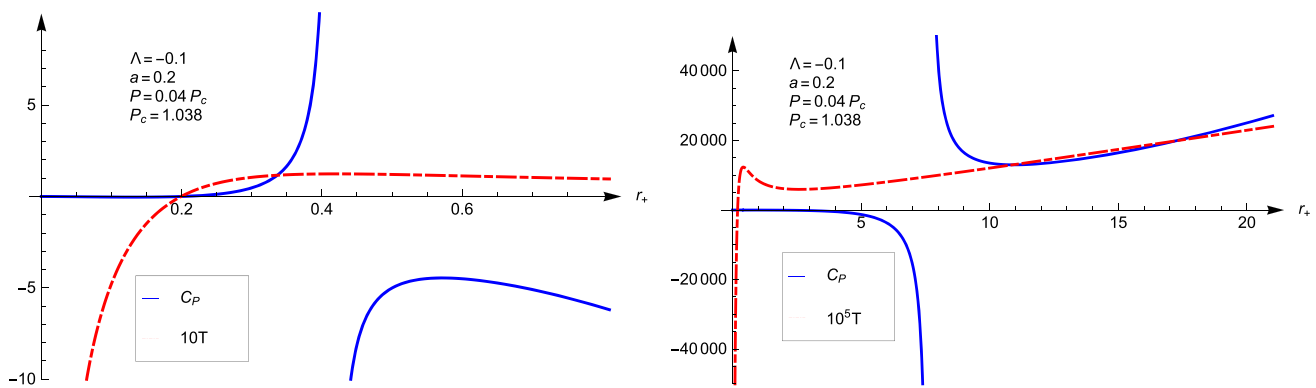 Λ=−0.1
a=0.2
P=0.04 P_c
P_c=1.038
5
−5
−10
0.2
0.4
0.6
r_+
C_P
10T
Λ=−0.1
a=0.2
P=0.04 P_c
P_c=1.038
40 000
20 000
−20 000
−40 000
5
10
15
20
r_+
C_P
10^5T